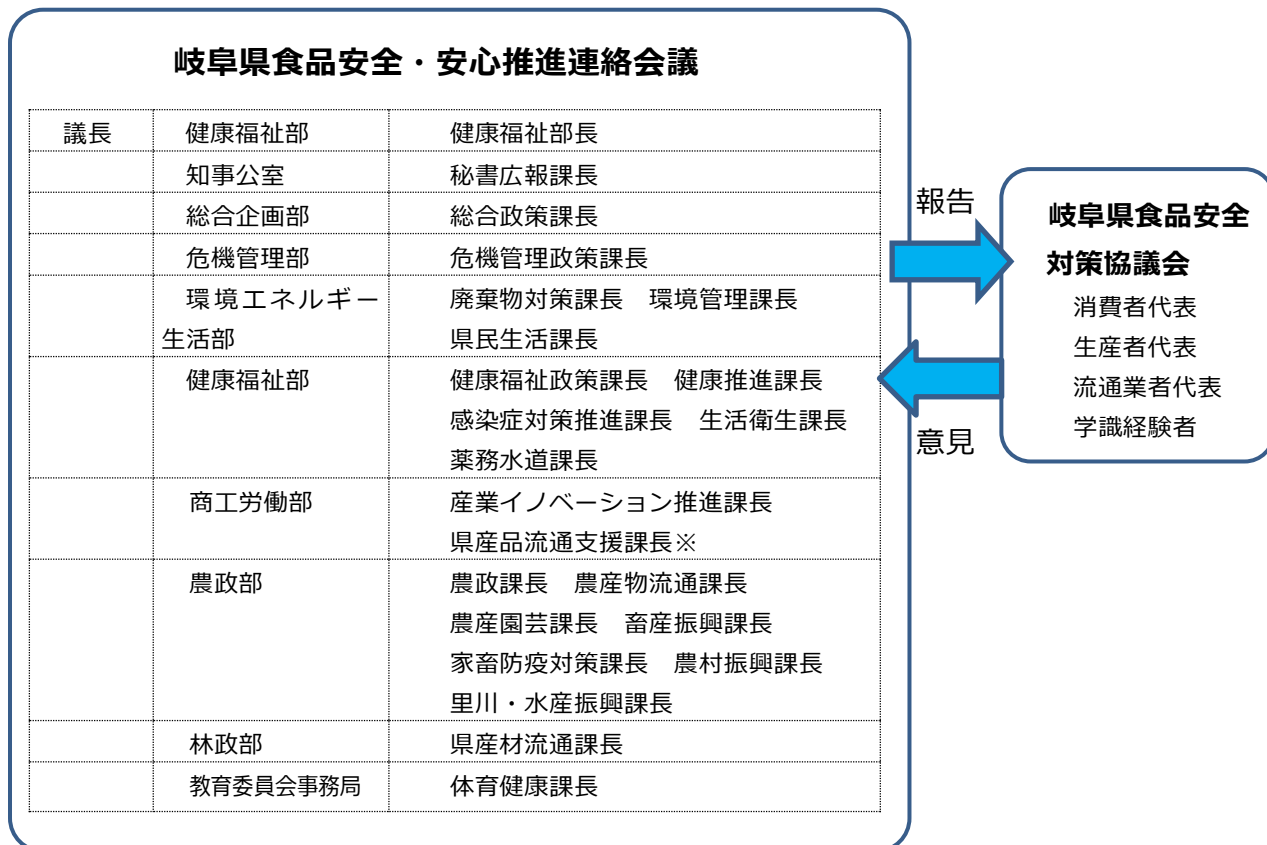 岐阜県食品安全・安心推進連絡会議
議長 健康福祉部 健康福祉部長
知事公室 秘書広報課長
総合企画部 総合政策課長
危機管理部 危機管理政策課長
環境エネルギー 廃棄物対策課長 環境管理課長
生活部 県民生活課長
健康福祉部 健康福祉政策課長 健康推進課長
感染症対策推進課長 生活衛生課長
薬務水道課長
商工労働部 産業イノベーション推進課長
県産品流通支援課長※
農政部 農政課長 農産物流通課長
農産園芸課長 畜産振興課長
家畜防疫対策課長 農村振興課長
里川・水産振興課長
林政部 県産材流通課長
教育委員会事務局 体育健康課長
報告
意見
岐阜県食品安全
対策協議会
消費者代表
生産者代表
流通業者代表
学識経験者